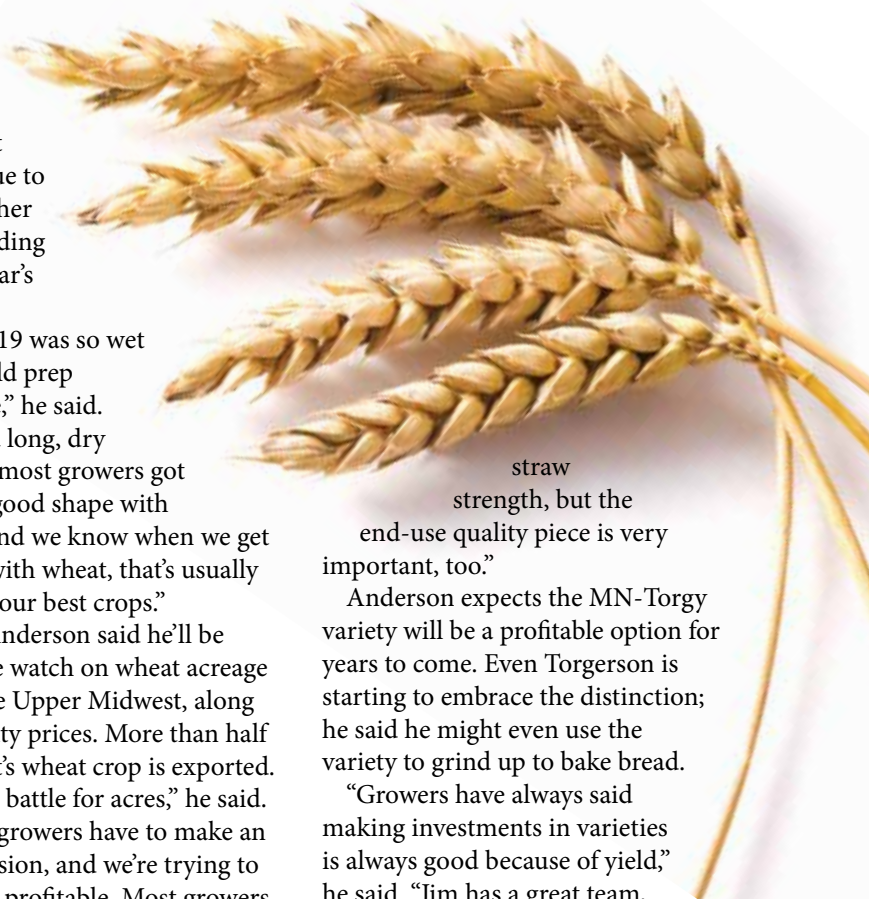 ue to
her
ding
ar's
19 was so wet
ld prep
,” he said.
long, dry
most growers got
good shape with
nd we know when we get
with wheat, that’s usually
our best crops.”
nderson said he’ll be
e watch on wheat acreage
e Upper Midwest, along
ty prices. More than half
’s wheat crop is exported.
battle for acres,” he said.
growers have to make an
sion, and we’re trying to
profitable. Most growers
straw
strength, but the
end-use quality piece is very
important, too.”
Anderson expects the MN-Torgy
variety will be a profitable option for
years to come. Even Torgerson is
starting to embrace the distinction;
he said he might even use the
variety to grind up to bake bread.
“Growers have always said
making investments in varieties
is always good because of yield,”
he said. “Jim has a great team.